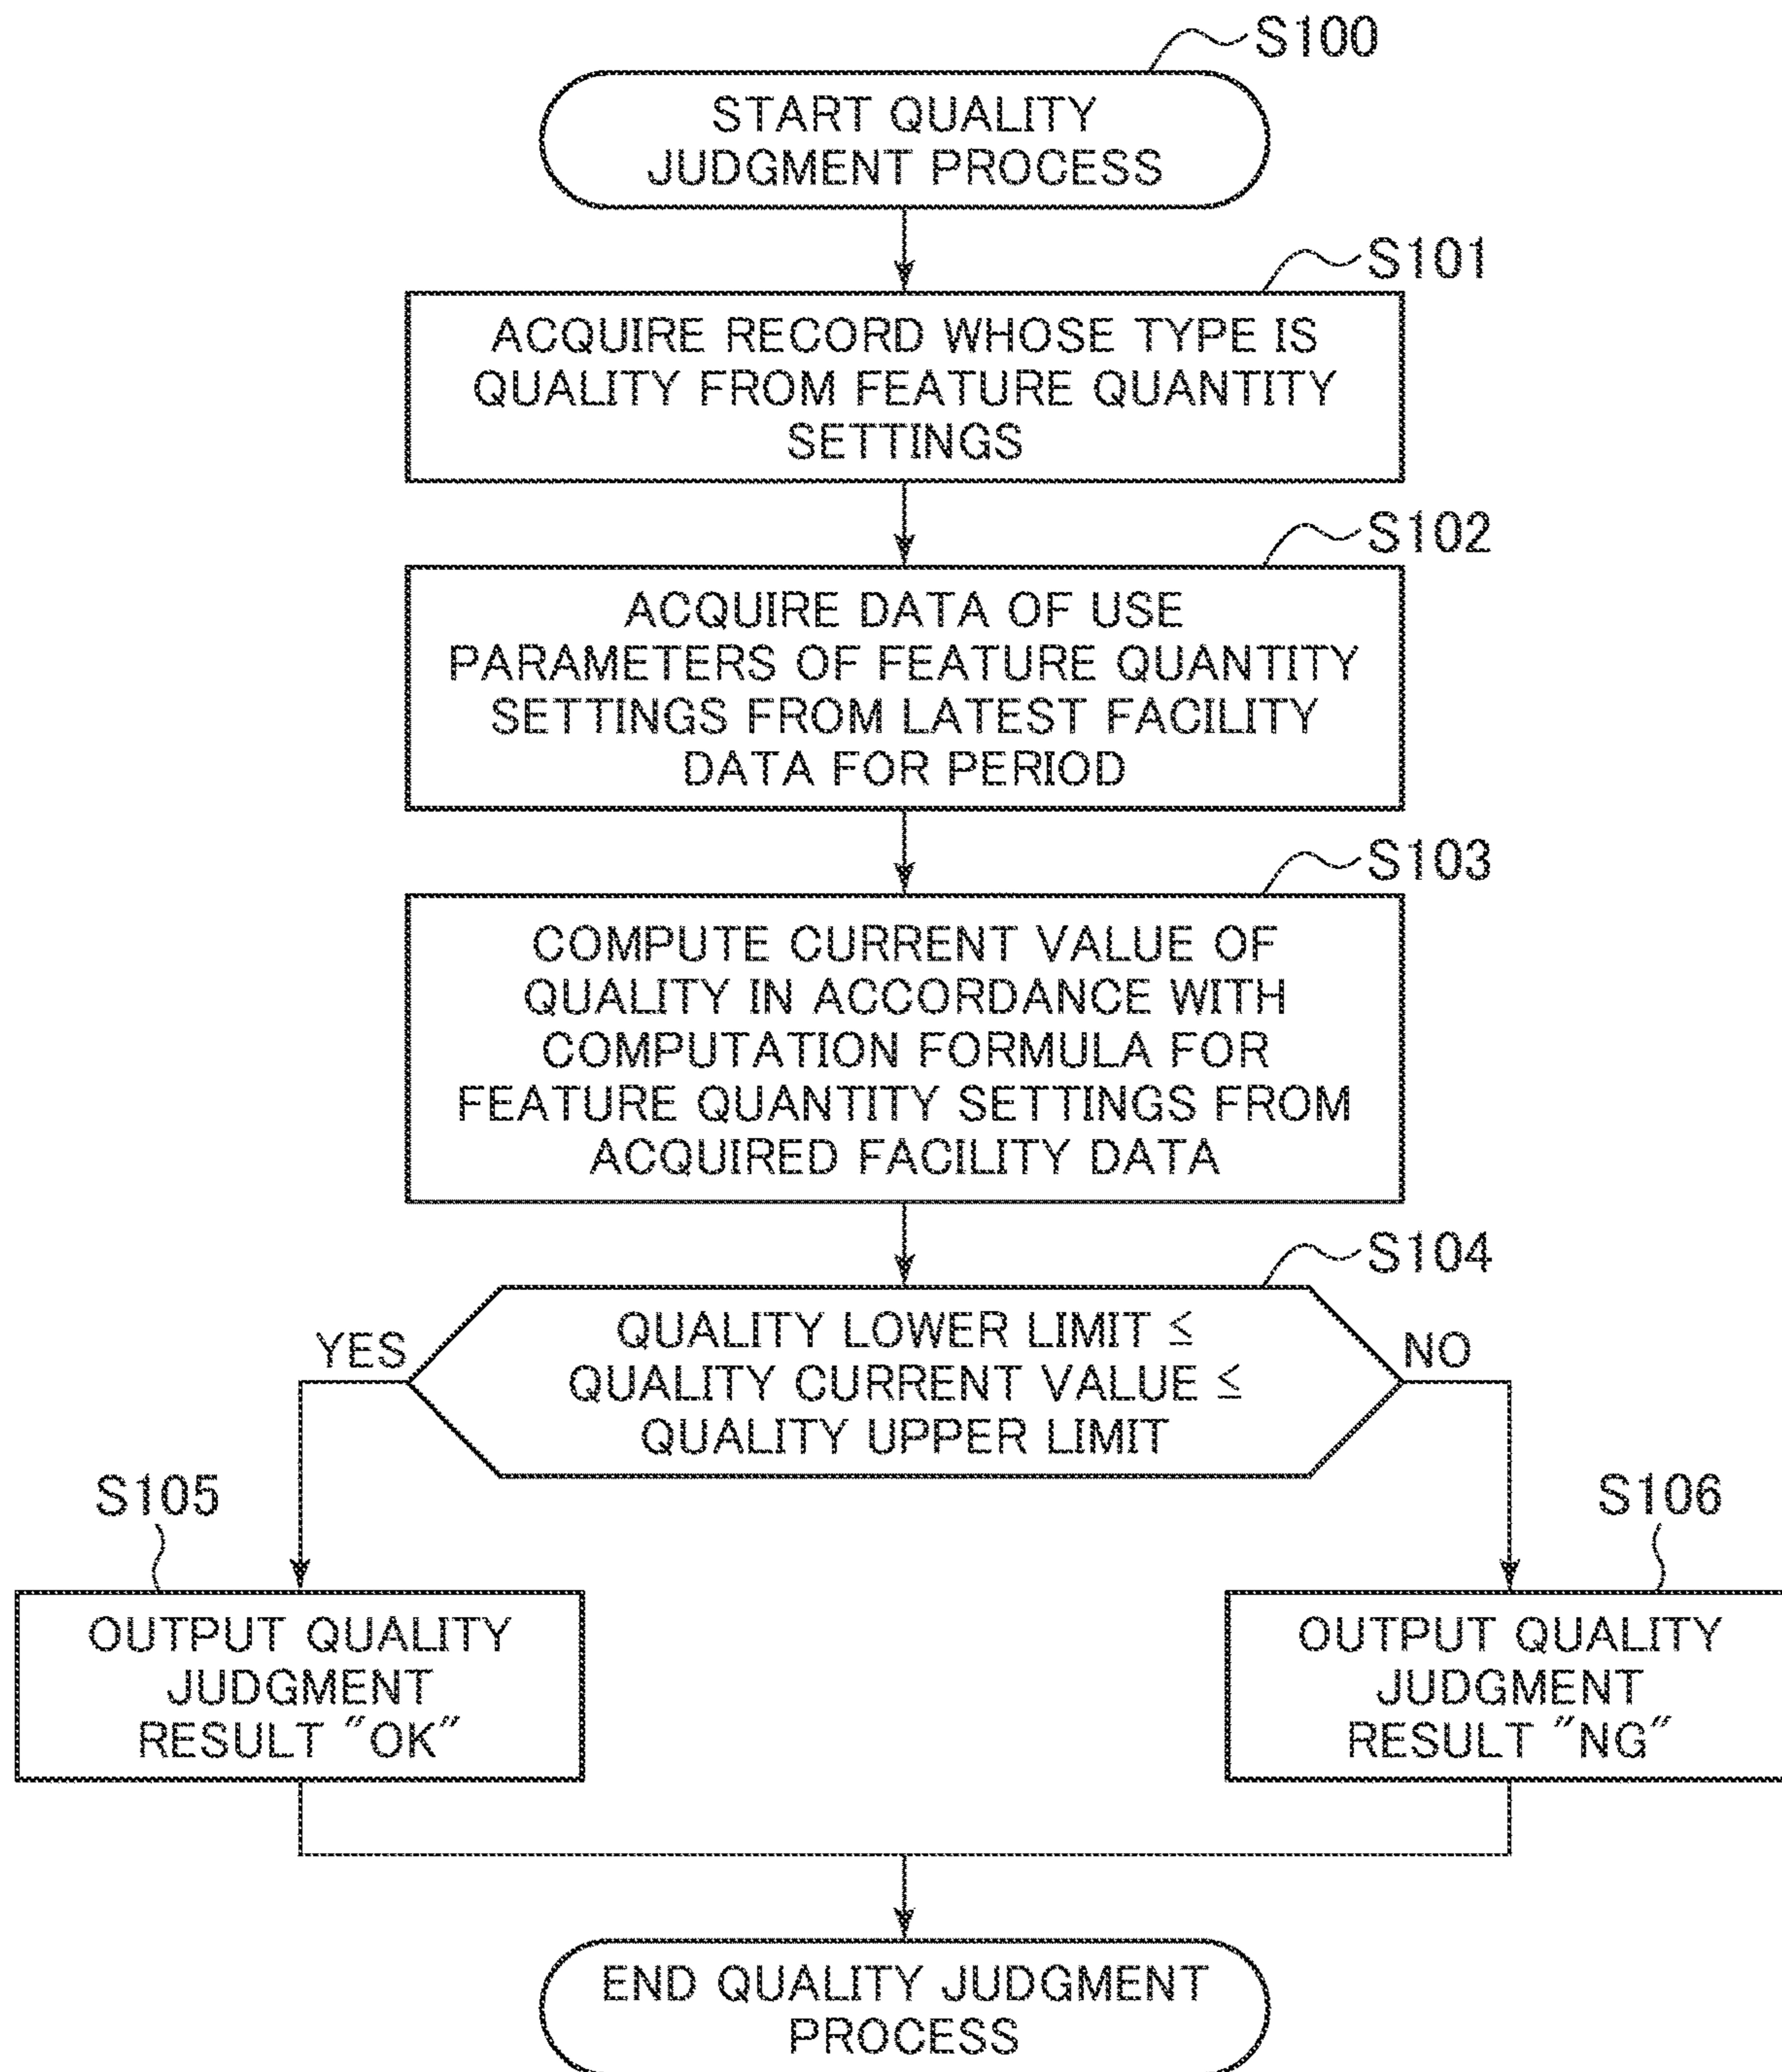 S100
START QUALITY
JUDGMENT PROCESS
S101
ACQUIRE RECORD WHOSE TYPE IS
QUALITY FROM FEATURE QUANTITY
SETTINGS
S102
ACQUIRE DATA OF USE
PARAMETERS OF FEATURE QUANTITY
SETTINGS FROM LATEST FACILITY
DATA FOR PERIOD
S103
COMPUTE CURRENT VALUE OF
QUALITY IN ACCORDANCE WITH
COMPUTATION FORMULA FOR
FEATURE QUANTITY SETTINGS FROM
ACQUIRED FACILITY DATA
S104
QUALITY LOWER LIMIT ≤
QUALITY CURRENT VALUE ≤
QUALITY UPPER LIMIT
YES
NO
S105
OUTPUT QUALITY
JUDGMENT
RESULT "OK"
S106
OUTPUT QUALITY
JUDGMENT
RESULT "NG"
END QUALITY JUDGMENT
PROCESS